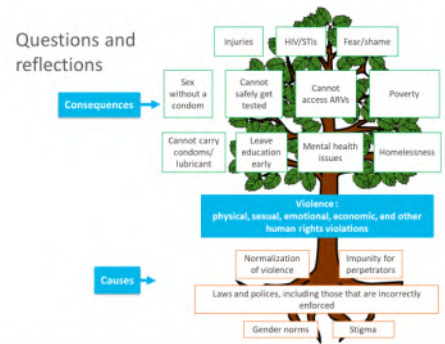 Questions and
reflections
Injuries
HIV/STIs
Fear/shame
Sex
without a
condom
Cannot
safely get
tested
Cannot
access ARVs
Poverty
Consequences
Cannot carry
condoms/
lubricant
Leave
education
early
Mental health
issues
Homelessness
Violence :
physical, sexual, emotional, economic, and other
human rights violations
Normalization
of violence
Impunity for
perpetrators
Causes
Laws and polices, including those that are incorrectly
enforced
Gender norms
Stigma